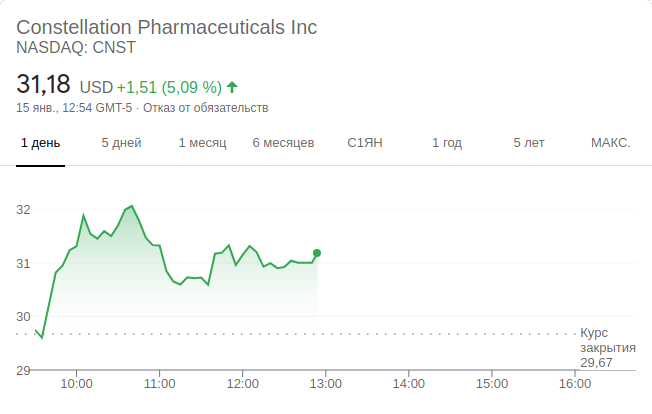 Constellation Pharmaceuticals Inc
NASDAQ: CNST
31,18 USD +1,51 (5,09 %)
15 янв., 12:54 GMT-5 · Отказ от обязательств
1 день 5 дней 1 месяц 6 месяцев С1ЯН 1 год 5 лет МАКС.
32
31
30
Курс
закрытия
29,67
29
10:00 11:00 12:00 13:00 14:00 15:00 16:00